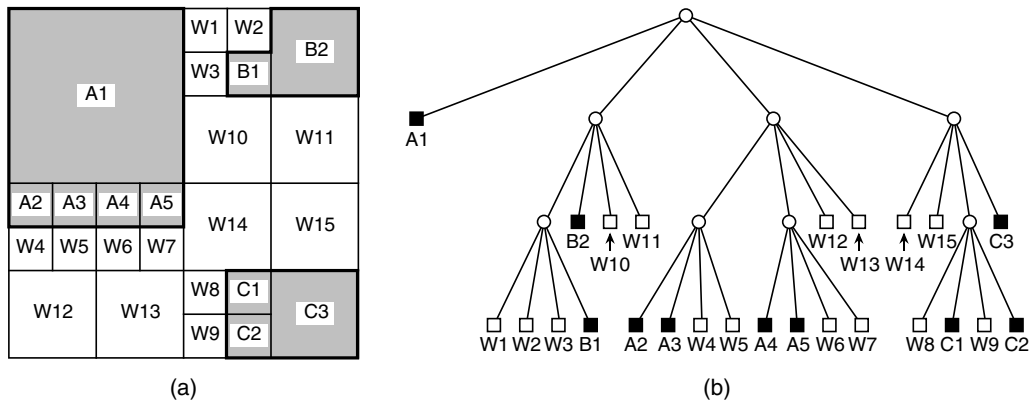 W1 W2
B2
W3 B1
A1
W10 W11
A2 A3 A4 A5
W14 W15
W4 W5 W6 W7
W8 C1
W12 W13 C3
W9 C2
(a)
A1
B2 W11 W12 W15 C3
W10 W13 W14
W1 W2 W3 B1 A2 A3 W4 W5 A4 A5 W6 W7 W8 C1 W9 C2
(b)